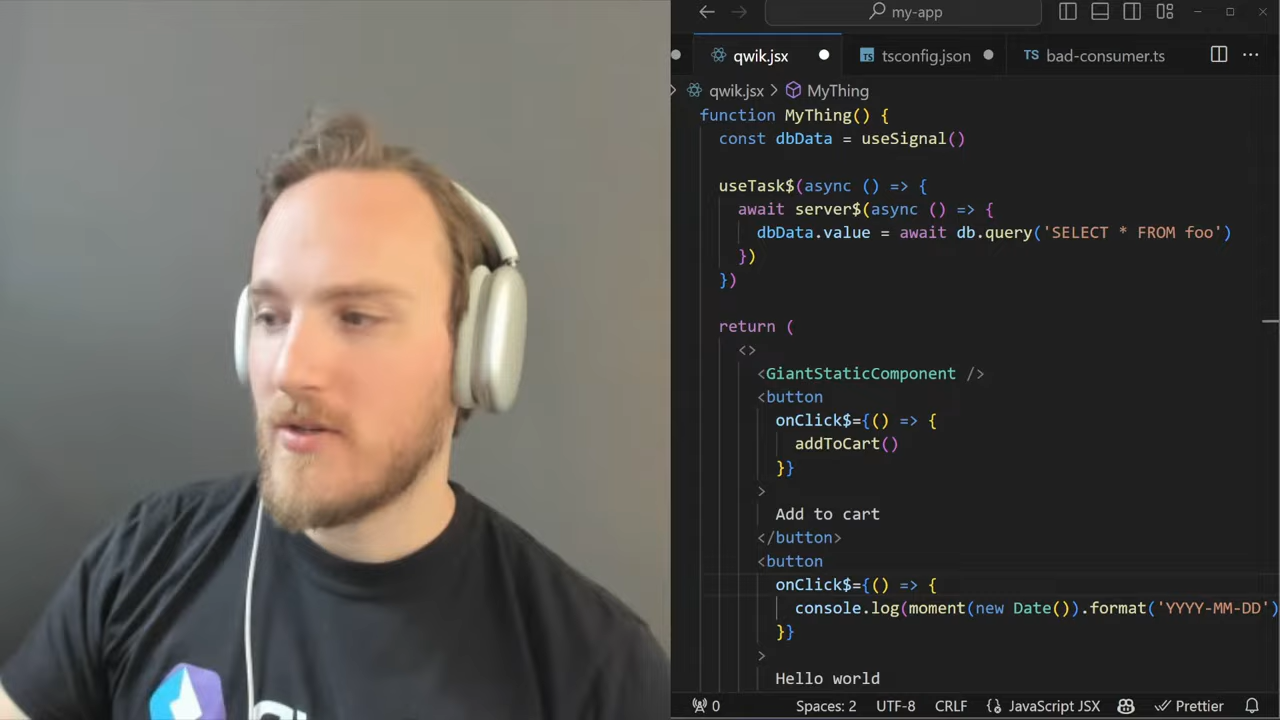 my-app
qwik.jsx
tsconfig.json
TS bad-consumer.ts
qwik.jsx > MyThing
function MyThing() {
const dbData = useSignal()
useTask$(async () => {
await server$(async () => {
dbData.value = await db.query('SELECT * FROM foo')
})
})
return (
<>
<GiantStaticComponent />
<button
onClick$={() => {
addToCart()
}}
>
Add to cart
</button>
<button
onClick$={() => {
console.log(moment(new Date()).format('YYYY-MM-DD')
}}
>
Hello world
0 Spaces: 2 UTF-8 CRLF {} JavaScript JSX Prettier